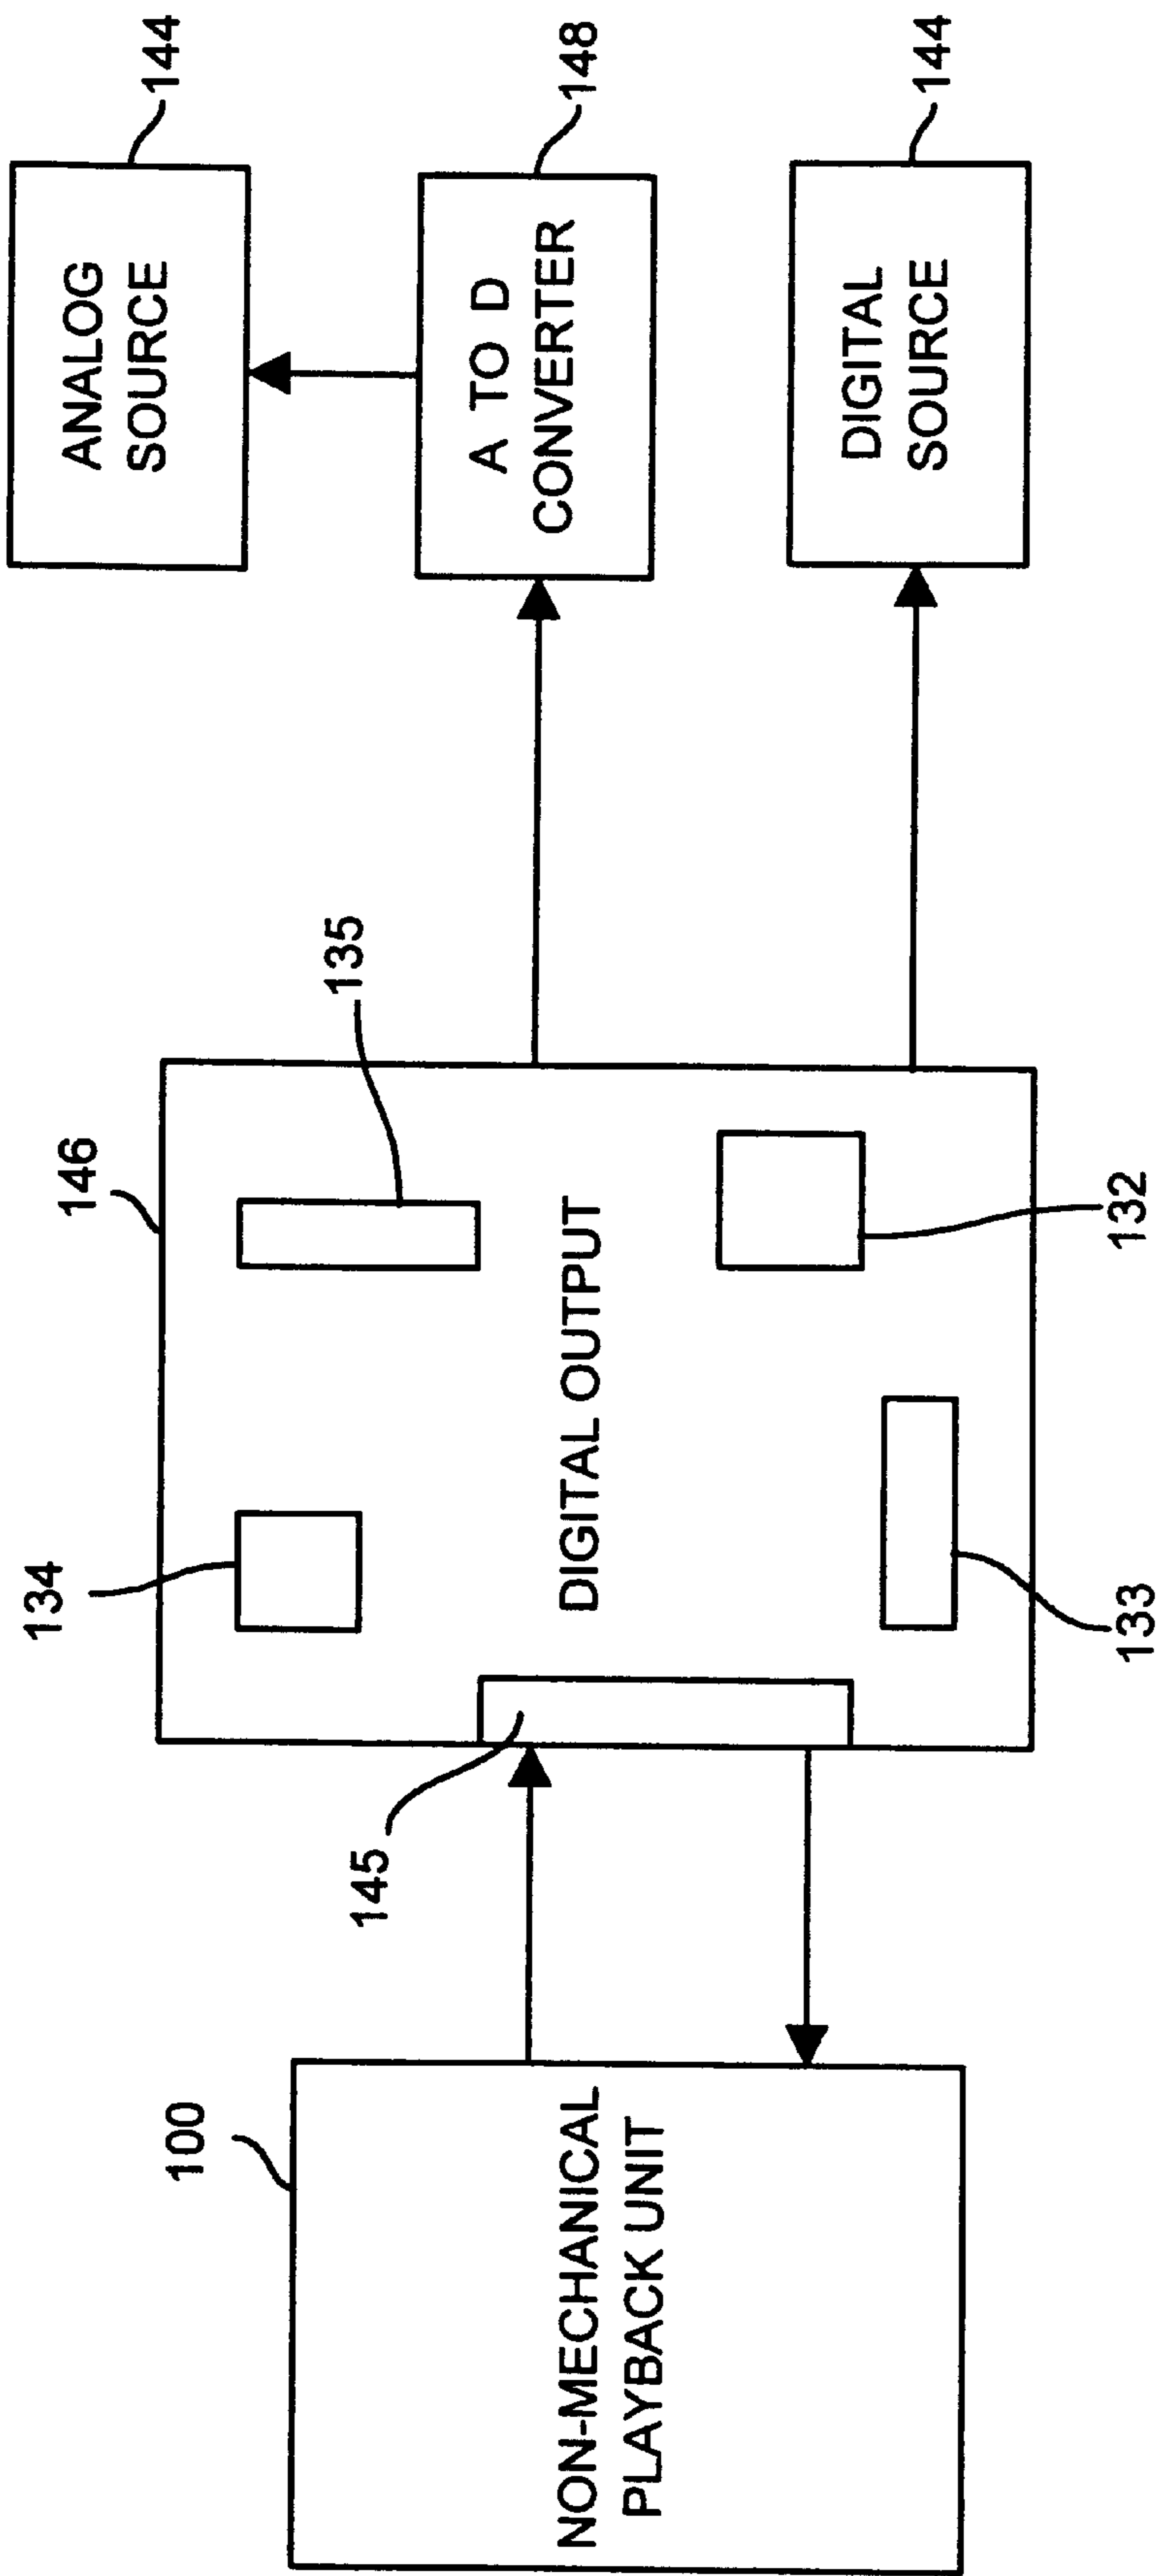 100
NON-MECHANICAL
PLAYBACK UNIT
145
134
146
135
DIGITAL OUTPUT
133
132
ANALOG
SOURCE
144
A TO D
CONVERTER
148
DIGITAL
SOURCE
144